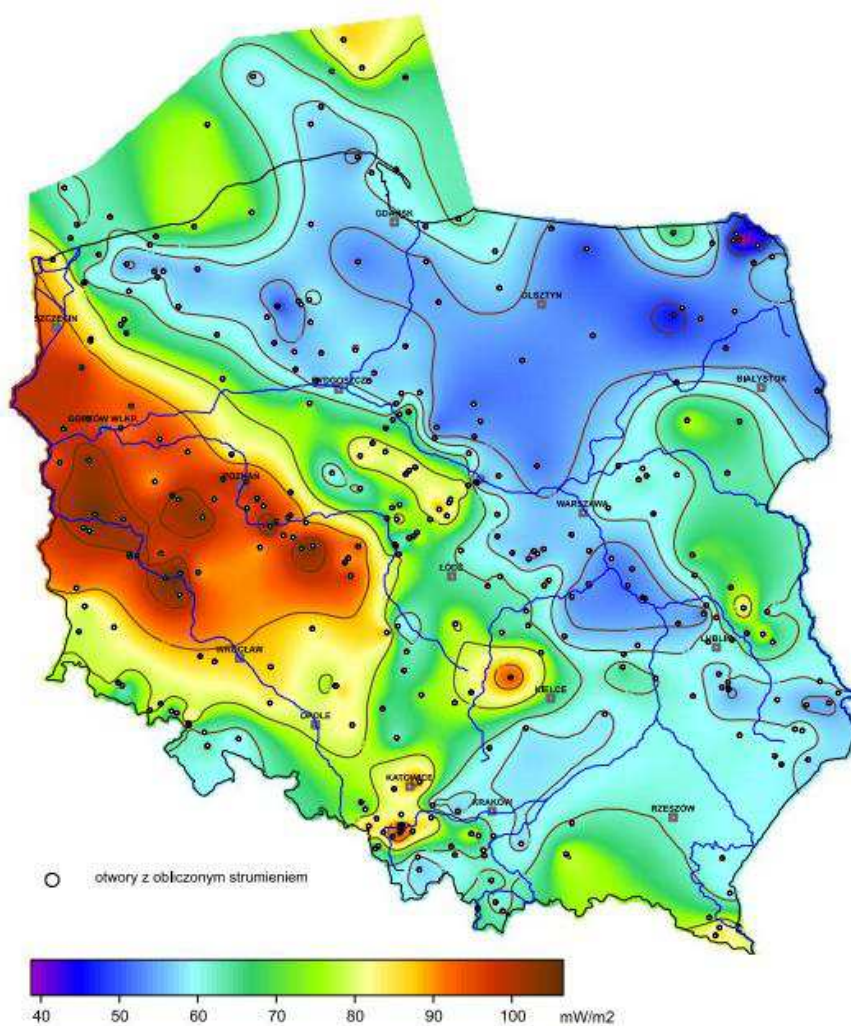 GDAŃSK
OLSZTYN
SZCZECIN
BYDGOSZCZ
BIAŁYSTOK
GORZÓW WLKP.
POZNAŃ
WARSZAWA
ŁÓDŹ
WROCŁAW
LUBLIN
KIELCE
OPOLE
KATOWICE
KRAKÓW
RZESZÓW
otwory z obliczonym strumieniem
40 50 60 70 80 90 100 mW/m2